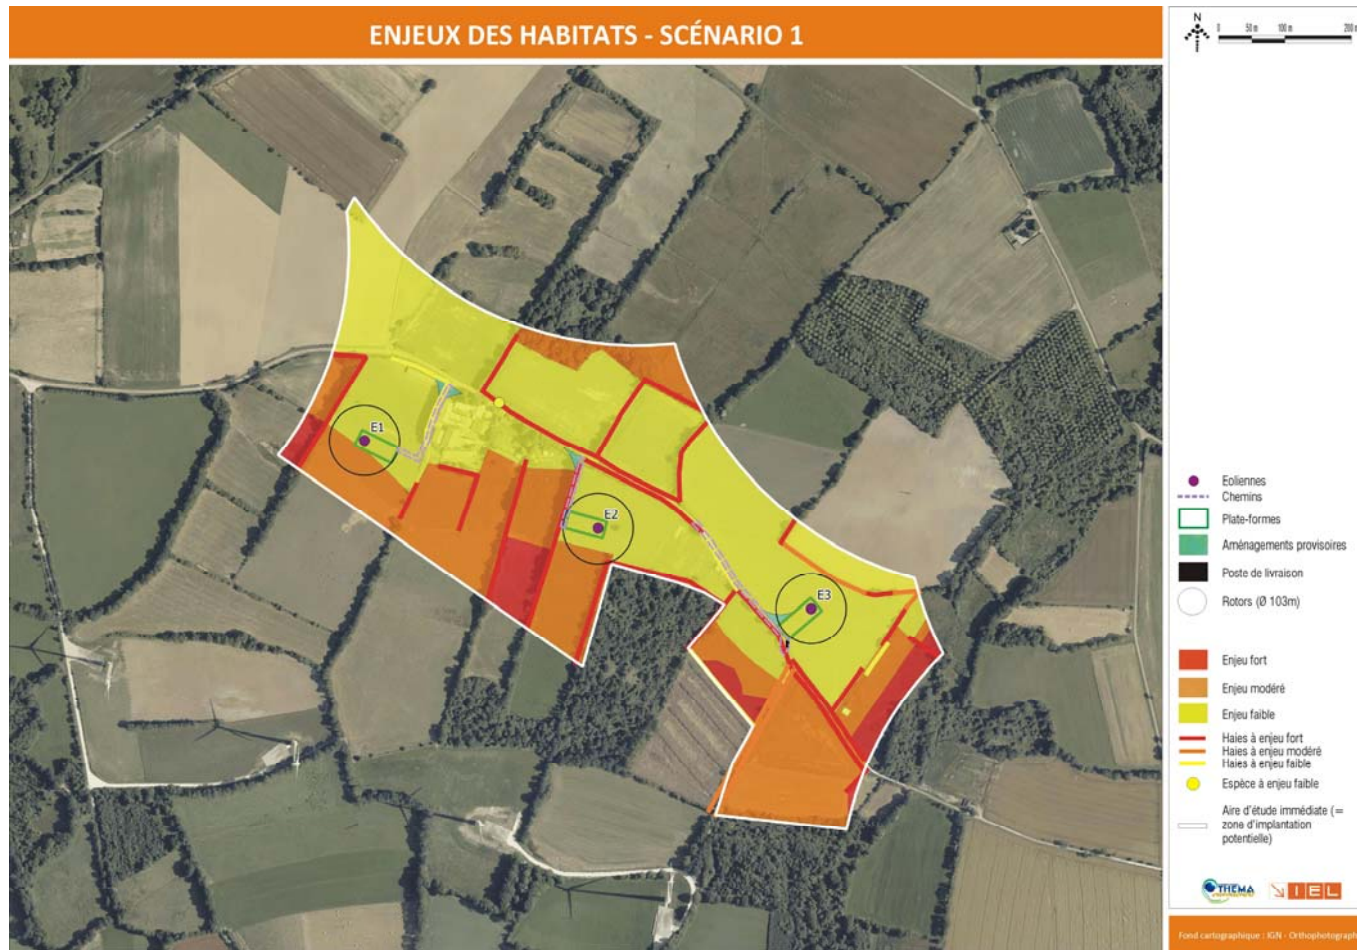 ENJEUX DES HABITATS - SCÉNARIO 1
N
0 50 m 100 m 200 m
E1
E2
E3
Eoliennes
Chemins
Plate-formes
Aménagements provisoires
Poste de livraison
Rotors (Ø 103m)
Enjeu fort
Enjeu modéré
Enjeu faible
Haies à enjeu fort
Haies à enjeu modéré
Haies à enjeu faible
Espèce à enjeu faible
Aire d'étude immédiate (=
zone d'implantation
potentielle)
THEMA
IEL
Fond cartographique : IGN - Orthophotograph